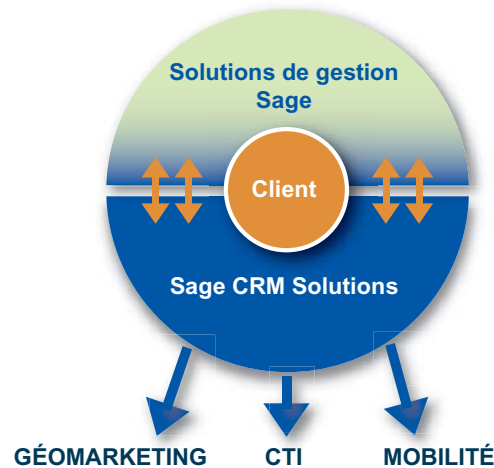 Solutions de gestion
Sage
Client
Sage CRM Solutions
GÉOMARKETING CTI MOBILITÉ